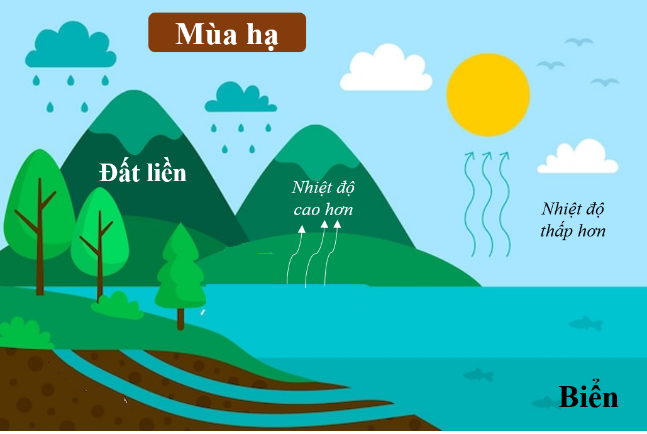 Mùa hạ
Đất liền
Nhiệt độ
cao hơn
Nhiệt độ
thấp hơn
Biển